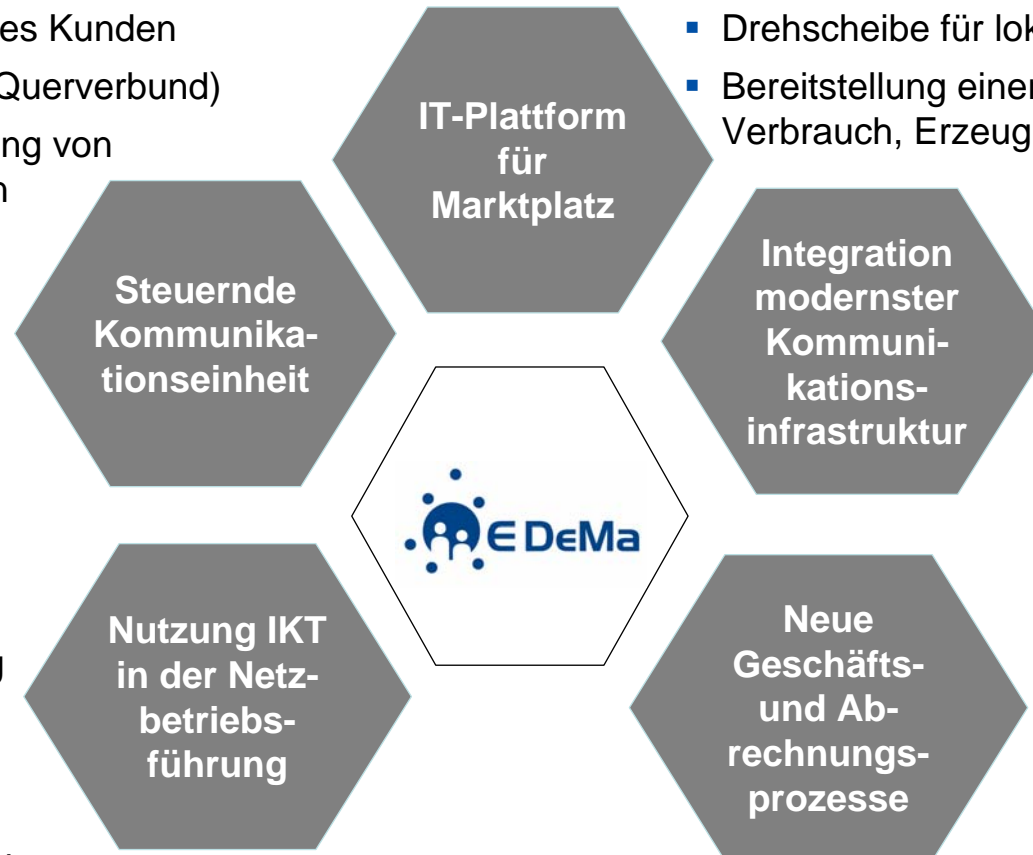 es Kunden
Querverbund)
ng von
Drehscheibe für lok
Bereitstellung einer
Verbrauch, Erzeug
IT-Plattform
für
Marktplatz
Steuernde
Kommunika-
tionseinheit
Integration
modernster
Kommuni-
kations-
infrastruktur
E DeMa
Nutzung IKT
in der Netz-
betriebs-
führung
Neue
Geschäfts-
und Ab-
rechnungs-
prozesse